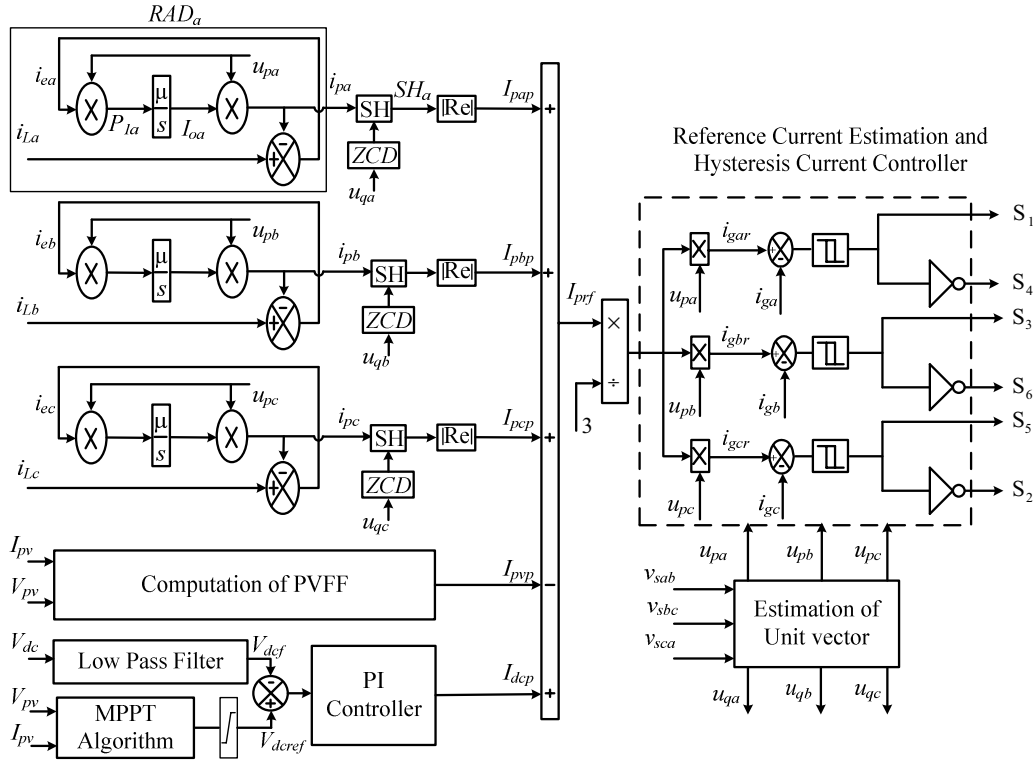 RADa
iea
upa
ipa
SHa
Ipap
×
μ
s
×
SH
|Re|
+
P1a
Ioa
iLa
+
-
ZCD
uqa
ieb
upb
ipb
Ipbp
×
μ
s
×
SH
|Re|
+
iLb
+
-
ZCD
uqb
iec
upc
ipc
Ipcp
×
μ
s
×
SH
|Re|
+
iLc
+
-
ZCD
uqc
Ipv
Vpv
Computation of PVFF
Ipvp
-
Vdc
Low Pass Filter
Vdcf
-
+
Vpv
Ipv
MPPT
Algorithm
Vdcref
PI
Controller
Idcp
+
Iprf
×
÷
3
Reference Current Estimation and
Hysteresis Current Controller
×
igar
+
-
upa
iga
S1
S4
×
igbr
+
-
upb
igb
S3
S6
×
igcr
+
-
upc
igc
S5
S2
upa
upb
upc
vsab
vsbc
vsca
Estimation of
Unit vector
uqa
uqb
uqc